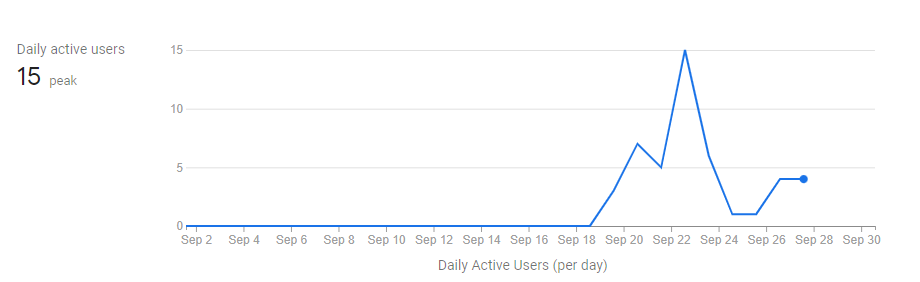 Daily active users
15 peak
15
10
5
0
Sep 2 Sep 4 Sep 6 Sep 8 Sep 10 Sep 12 Sep 14 Sep 16 Sep 18 Sep 20 Sep 22 Sep 24 Sep 26 Sep 28 Sep 30
Daily Active Users (per day)